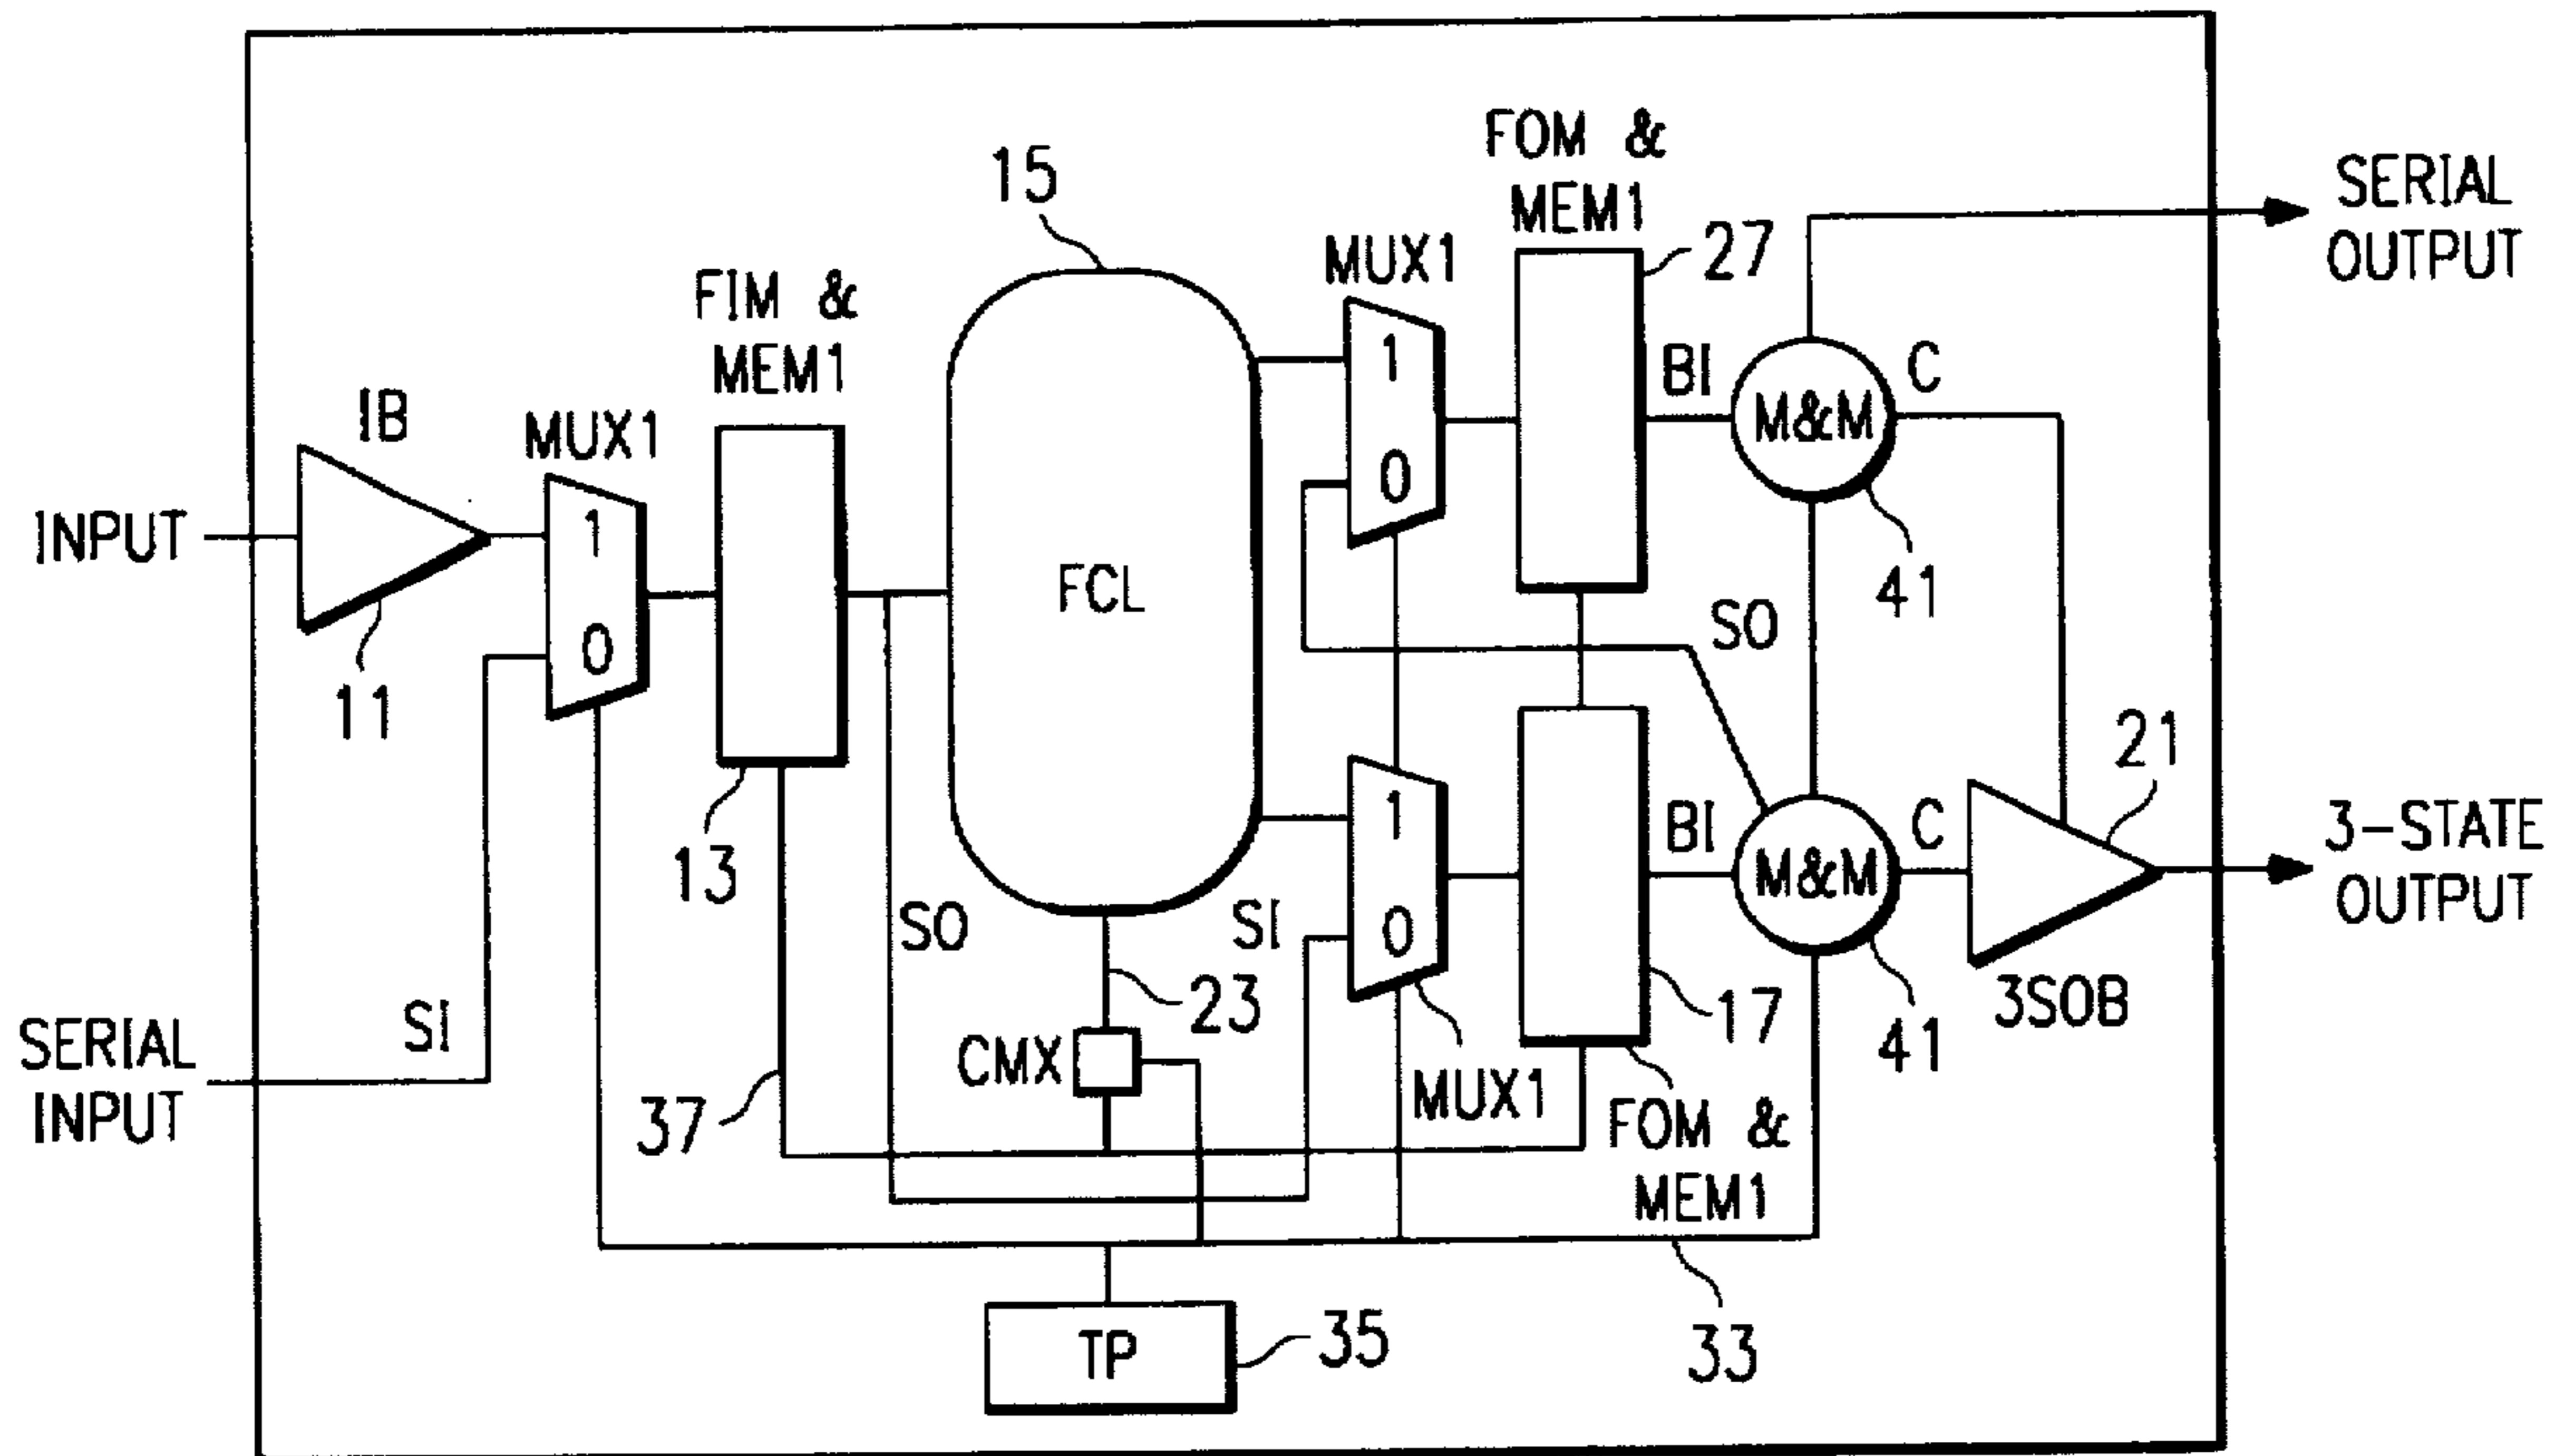 FOM &
MEM1
27
15
MUX1
SERIAL
OUTPUT
FIM &
MEM1
1
0
BI
M&M
C
41
IB
MUX1
INPUT
1
0
11
FCL
SO
21
13
SO
SI
1
0
BI
M&M
C
3-STATE
OUTPUT
17
41
3SOB
SERIAL
INPUT
SI
23
CMX
37
MUX1
FOM &
MEM1
TP
35
33